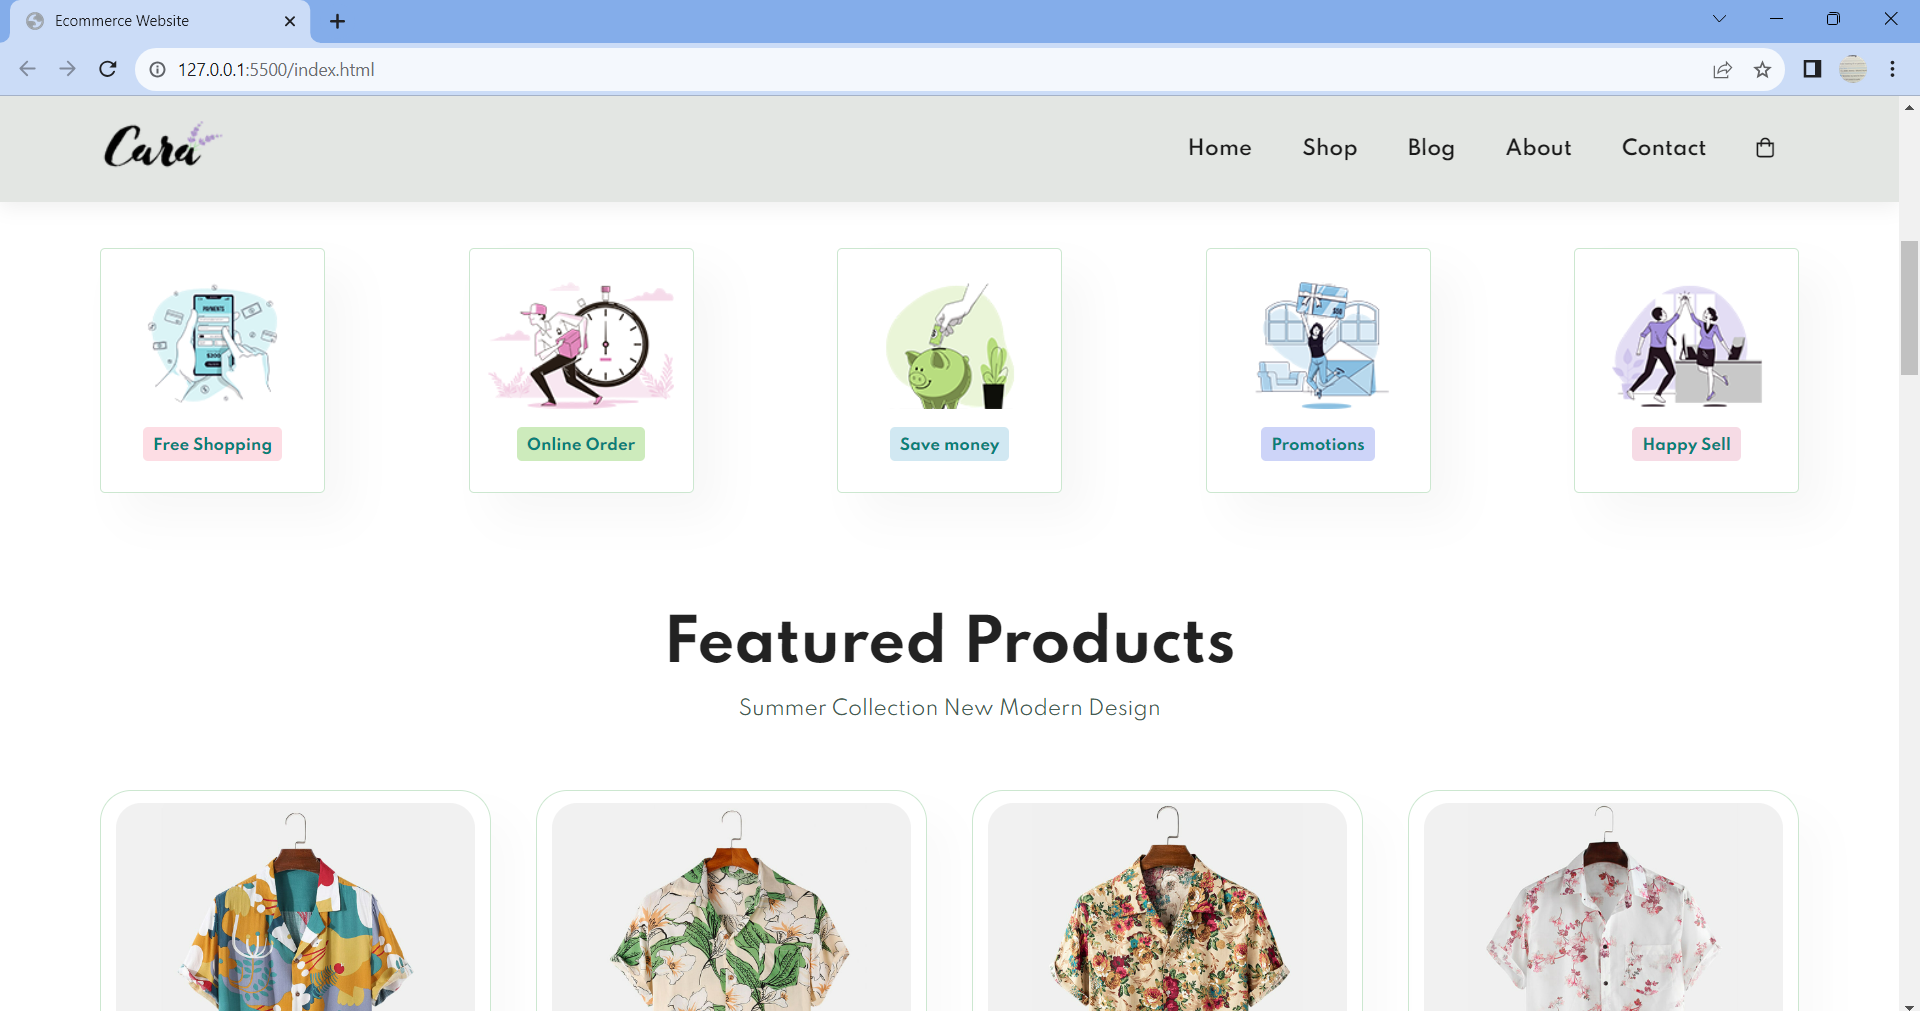 Ecommerce Website
127.0.0.1:5500/index.html
Cara
Home Shop Blog About Contact
PAYMENTS
Free Shopping
Online Order
Save money
Promotions
Happy Sell
Featured Products
Summer Collection New Modern Design